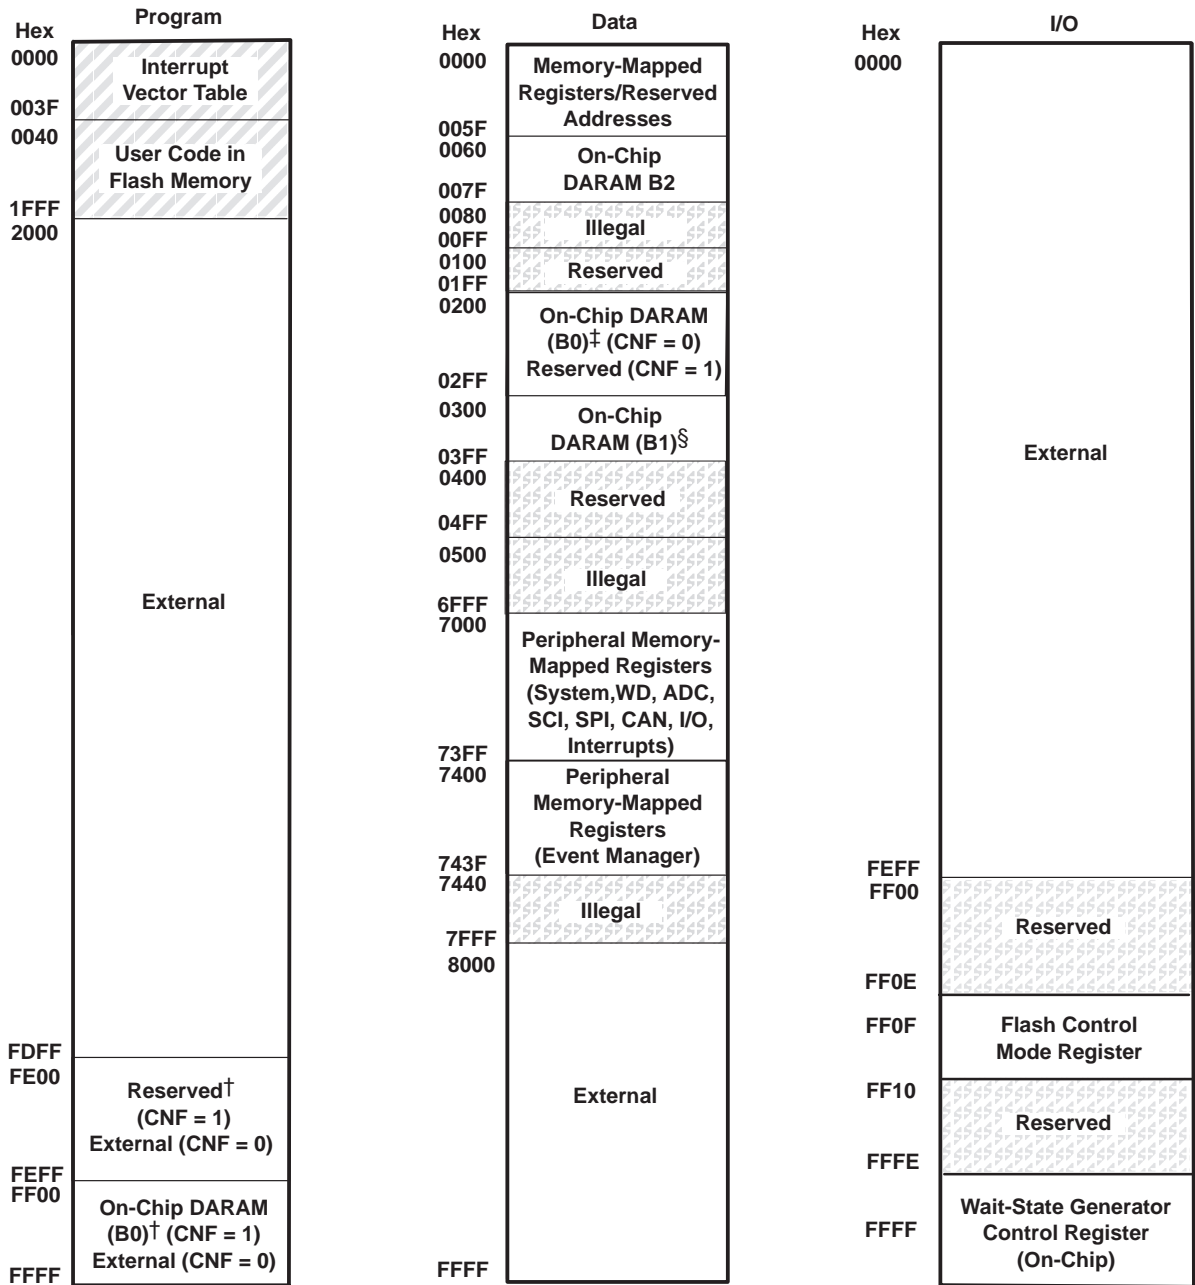 Program
Hex
0000
Interrupt
Vector Table
003F
0040
User Code in
Flash Memory
1FFF
2000
External
FDFF
FE00
Reserved†
(CNF = 1)
External (CNF = 0)
FEFF
FF00
On-Chip DARAM
(B0)† (CNF = 1)
External (CNF = 0)
FFFF
Data
Hex
0000
Memory-Mapped
Registers/Reserved
Addresses
005F
0060
On-Chip
DARAM B2
007F
0080
Illegal
00FF
0100
Reserved
01FF
0200
On-Chip DARAM
(B0)‡ (CNF = 0)
Reserved (CNF = 1)
02FF
0300
On-Chip
DARAM (B1)§
03FF
0400
Reserved
04FF
0500
Illegal
6FFF
7000
Peripheral Memory-
Mapped Registers
(System,WD, ADC,
SCI, SPI, CAN, I/O,
Interrupts)
73FF
7400
Peripheral
Memory-Mapped
Registers
(Event Manager)
743F
7440
Illegal
7FFF
8000
External
FFFF
I/O
Hex
0000
External
FEFF
FF00
Reserved
FF0E
FF0F
Flash Control
Mode Register
FF10
Reserved
FFFE
Wait-State Generator
Control Register
(On-Chip)
FFFF